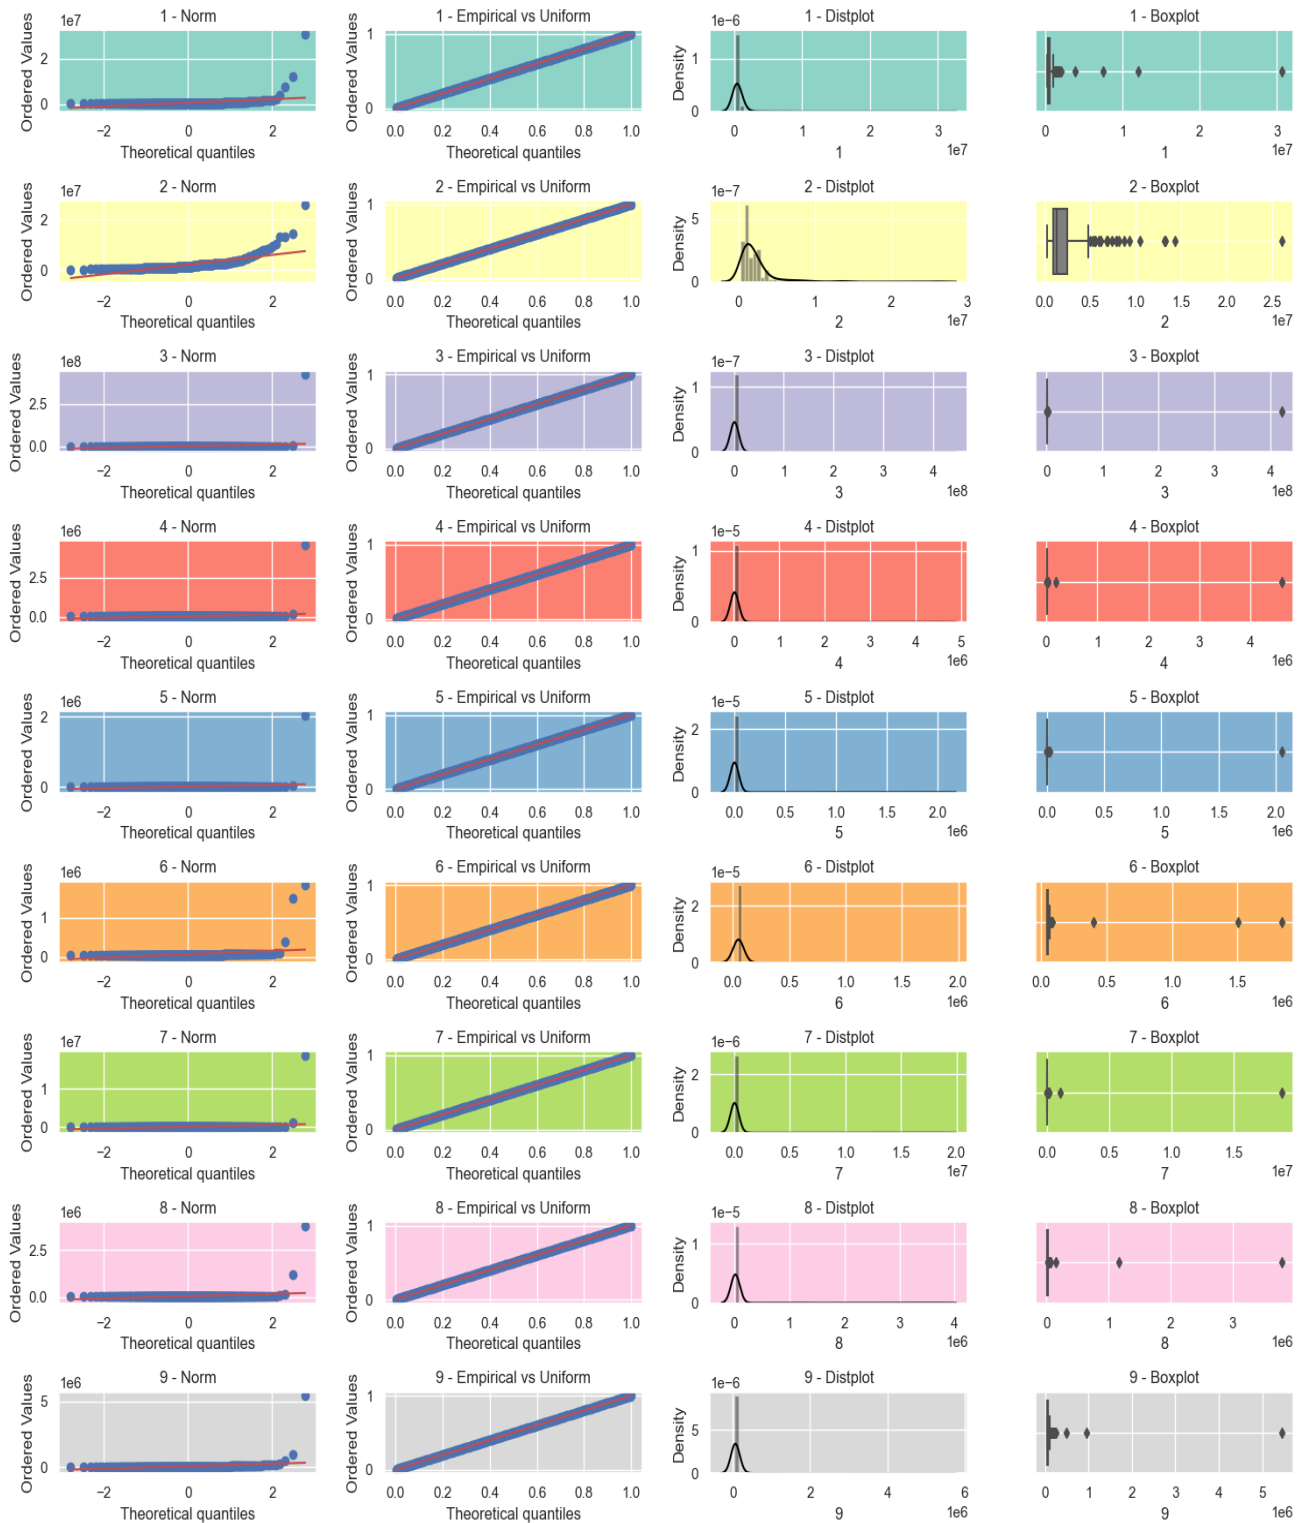 1 - Norm
1e7
Ordered Values
2
0
−2 0 2
Theoretical quantiles
1 - Empirical vs Uniform
Ordered Values
1
0
0.0 0.2 0.4 0.6 0.8 1.0
Theoretical quantiles
1 - Distplot
1e−6
Density
1
0
0 1 2 3
1e7
1
1 - Boxplot
0 1 2 3
1e7
1
2 - Norm
1e7
Ordered Values
2
0
−2 0 2
Theoretical quantiles
2 - Empirical vs Uniform
Ordered Values
1
0
0.0 0.2 0.4 0.6 0.8 1.0
Theoretical quantiles
2 - Distplot
1e−7
Density
5
0
0 1 2 3
1e7
2
2 - Boxplot
0.0 0.5 1.0 1.5 2.0 2.5
1e7
2
3 - Norm
1e8
Ordered Values
2.5
0.0
−2 0 2
Theoretical quantiles
3 - Empirical vs Uniform
Ordered Values
1
0
0.0 0.2 0.4 0.6 0.8 1.0
Theoretical quantiles
3 - Distplot
1e−7
Density
1
0
0 1 2 3 4
1e8
3
3 - Boxplot
0 1 2 3 4
1e8
3
4 - Norm
1e6
Ordered Values
2.5
0.0
−2 0 2
Theoretical quantiles
4 - Empirical vs Uniform
Ordered Values
1
0
0.0 0.2 0.4 0.6 0.8 1.0
Theoretical quantiles
4 - Distplot
1e−5
Density
1
0
0 1 2 3 4 5
1e6
4
4 - Boxplot
0 1 2 3 4
1e6
4
5 - Norm
1e6
Ordered Values
2
0
−2 0 2
Theoretical quantiles
5 - Empirical vs Uniform
Ordered Values
1
0
0.0 0.2 0.4 0.6 0.8 1.0
Theoretical quantiles
5 - Distplot
1e−5
Density
2
0
0.0 0.5 1.0 1.5 2.0
1e6
5
5 - Boxplot
0.0 0.5 1.0 1.5 2.0
1e6
5
6 - Norm
1e6
Ordered Values
1
0
−2 0 2
Theoretical quantiles
6 - Empirical vs Uniform
Ordered Values
1
0
0.0 0.2 0.4 0.6 0.8 1.0
Theoretical quantiles
6 - Distplot
1e−5
Density
2
0
0.0 0.5 1.0 1.5 2.0
1e6
6
6 - Boxplot
0.0 0.5 1.0 1.5
1e6
6
7 - Norm
1e7
Ordered Values
1
0
−2 0 2
Theoretical quantiles
7 - Empirical vs Uniform
Ordered Values
1
0
0.0 0.2 0.4 0.6 0.8 1.0
Theoretical quantiles
7 - Distplot
1e−6
Density
2
0
0.0 0.5 1.0 1.5 2.0
1e7
7
7 - Boxplot
0.0 0.5 1.0 1.5
1e7
7
8 - Norm
1e6
Ordered Values
2.5
0.0
−2 0 2
Theoretical quantiles
8 - Empirical vs Uniform
Ordered Values
1
0
0.0 0.2 0.4 0.6 0.8 1.0
Theoretical quantiles
8 - Distplot
1e−5
Density
1
0
0 1 2 3 4
1e6
8
8 - Boxplot
0 1 2 3
1e6
8
9 - Norm
1e6
Ordered Values
5
0
−2 0 2
Theoretical quantiles
9 - Empirical vs Uniform
Ordered Values
1
0
0.0 0.2 0.4 0.6 0.8 1.0
Theoretical quantiles
9 - Distplot
1e−6
Density
5
0
0 2 4 6
1e6
9
9 - Boxplot
0 1 2 3 4 5
1e6
9